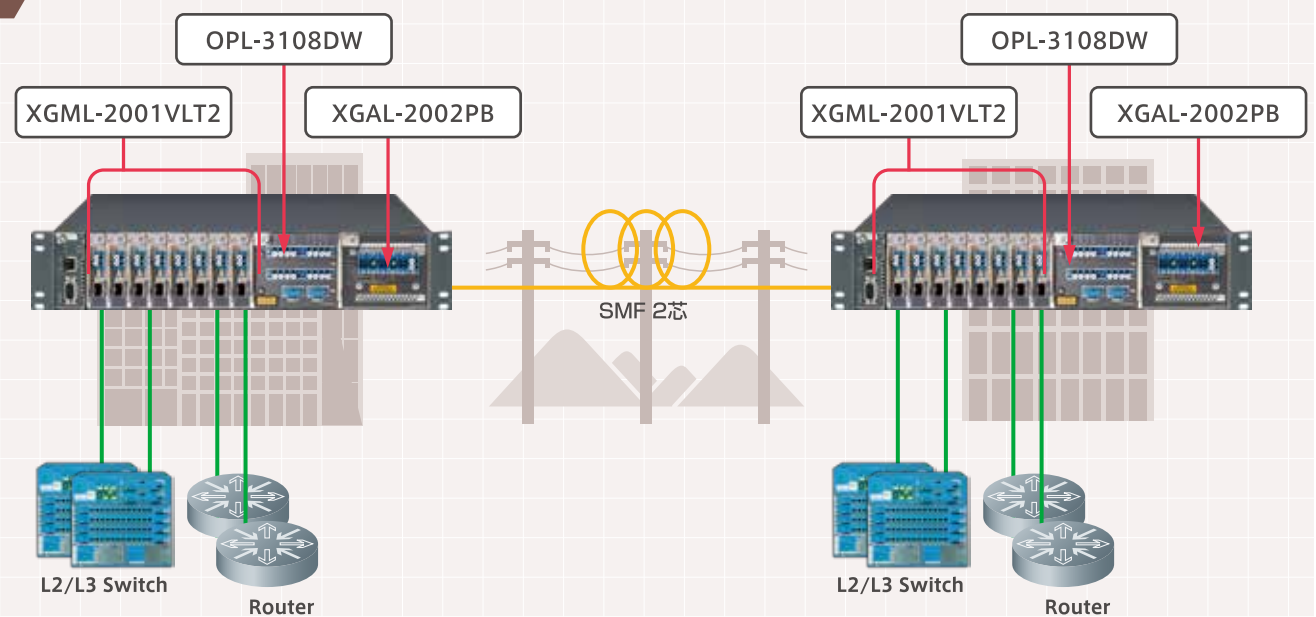 OPL-3108DW
OPL-3108DW
XGML-2001VLT2
XGAL-2002PB
XGML-2001VLT2
XGAL-2002PB
SMF 2芯
L2/L3 Switch
Router
L2/L3 Switch
Router